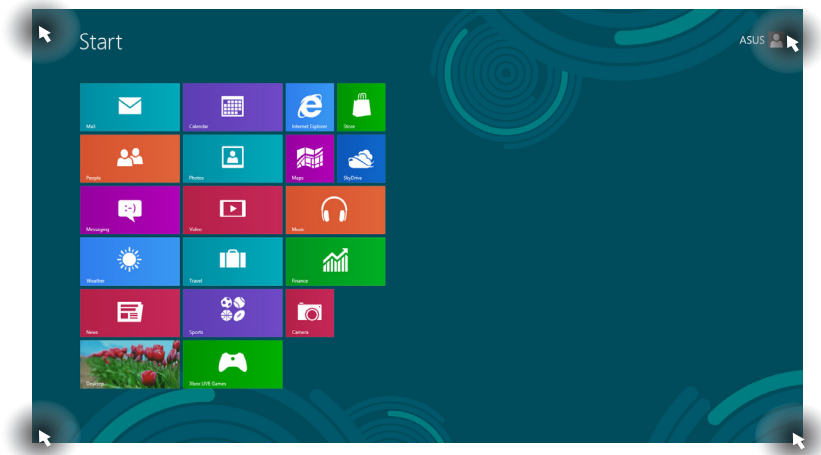 Start
ASUS
Mail
Calendar
Internet Explorer
Store
People
Photos
Maps
SkyDrive
Messaging
:-)
Video
Music
Weather
Travel
Finance
News
Sports
Camera
Desktop
Xbox LIVE Games